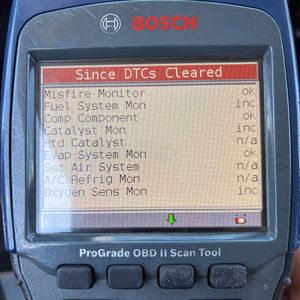 BOSCH
Since DTCs Cleared
Misfire Monitor ok
Fuel System Mon inc
Comp Component ok
Catalyst Mon inc
Htd Catalyst n/a
Evap System Mon ok
Sec Air System n/a
A/C Refrig Mon n/a
Oxygen Sens Mon inc
ProGrade OBD II Scan Tool